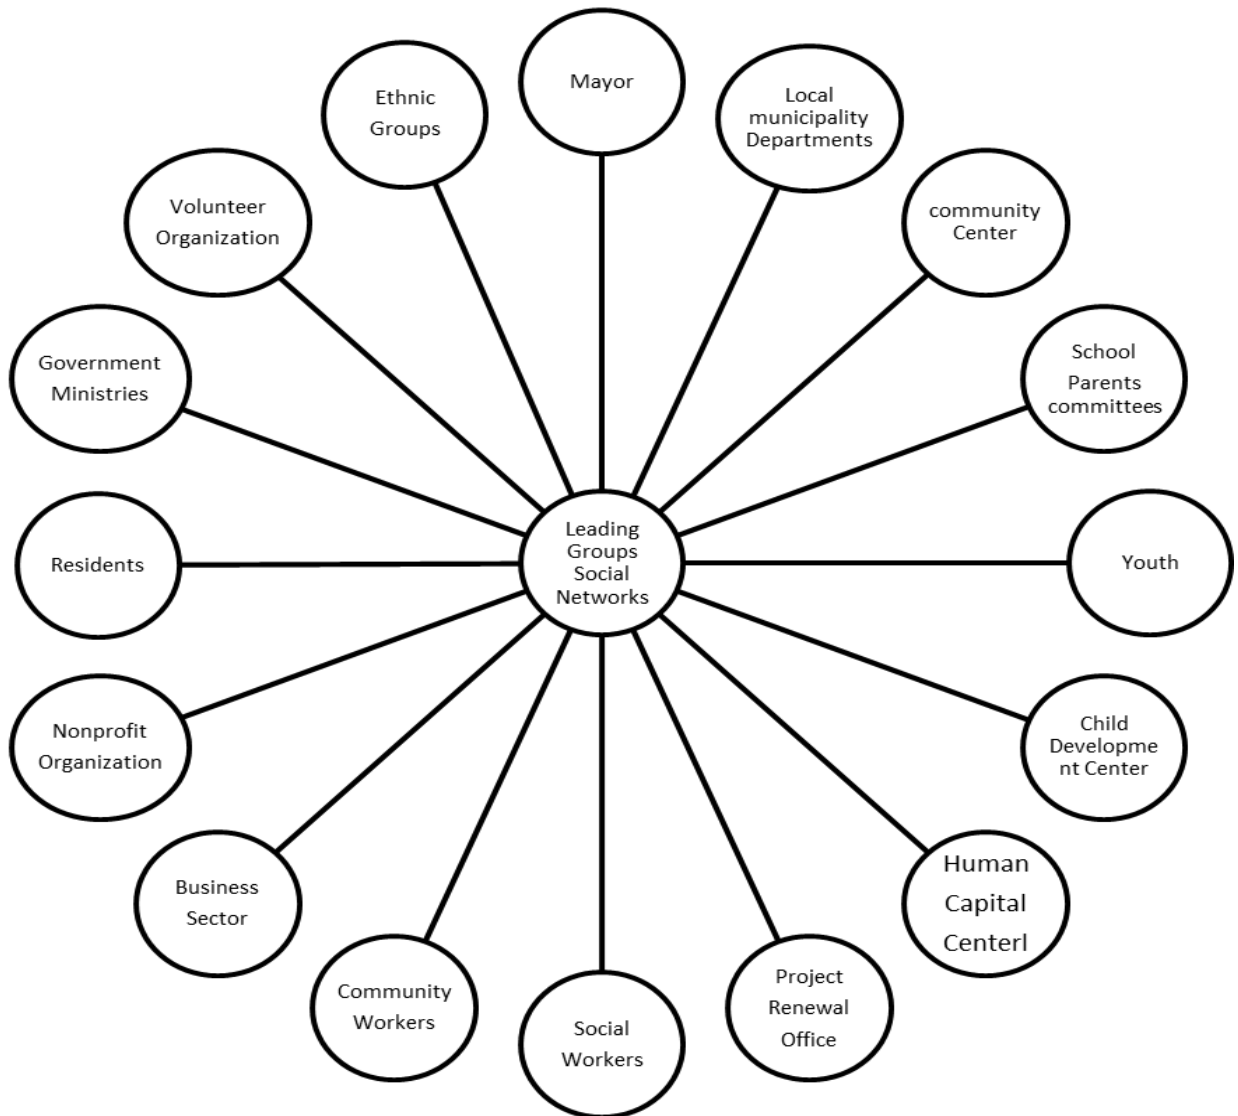 Mayor
Local
municipality
Departments
community
Center
School
Parents
committees
Youth
Child
Developme
nt Center
Human
Capital
Centerl
Project
Renewal
Office
Social
Workers
Community
Workers
Business
Sector
Nonprofit
Organization
Residents
Government
Ministries
Volunteer
Organization
Ethnic
Groups
Leading
Groups
Social
Networks